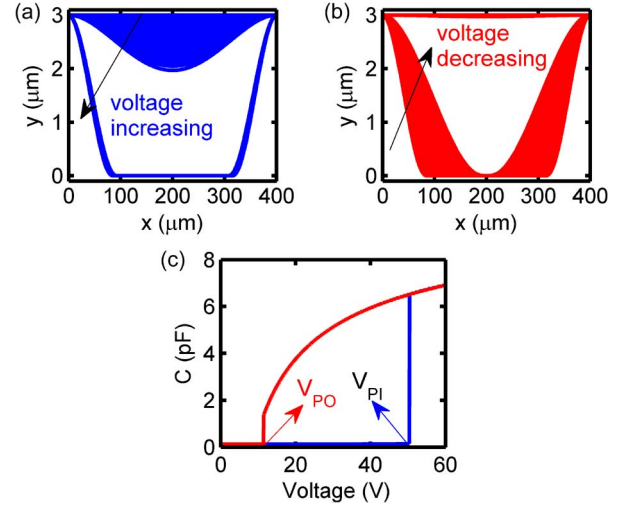 (a)
3
2
1
0
y (μm)
voltage
increasing
0 100 200 300 400
x (μm)
(b)
3
2
1
0
y (μm)
voltage
decreasing
0 100 200 300 400
x (μm)
(c)
8
6
4
2
0
C (pF)
V_PO
V_PI
0 20 40 60
Voltage (V)